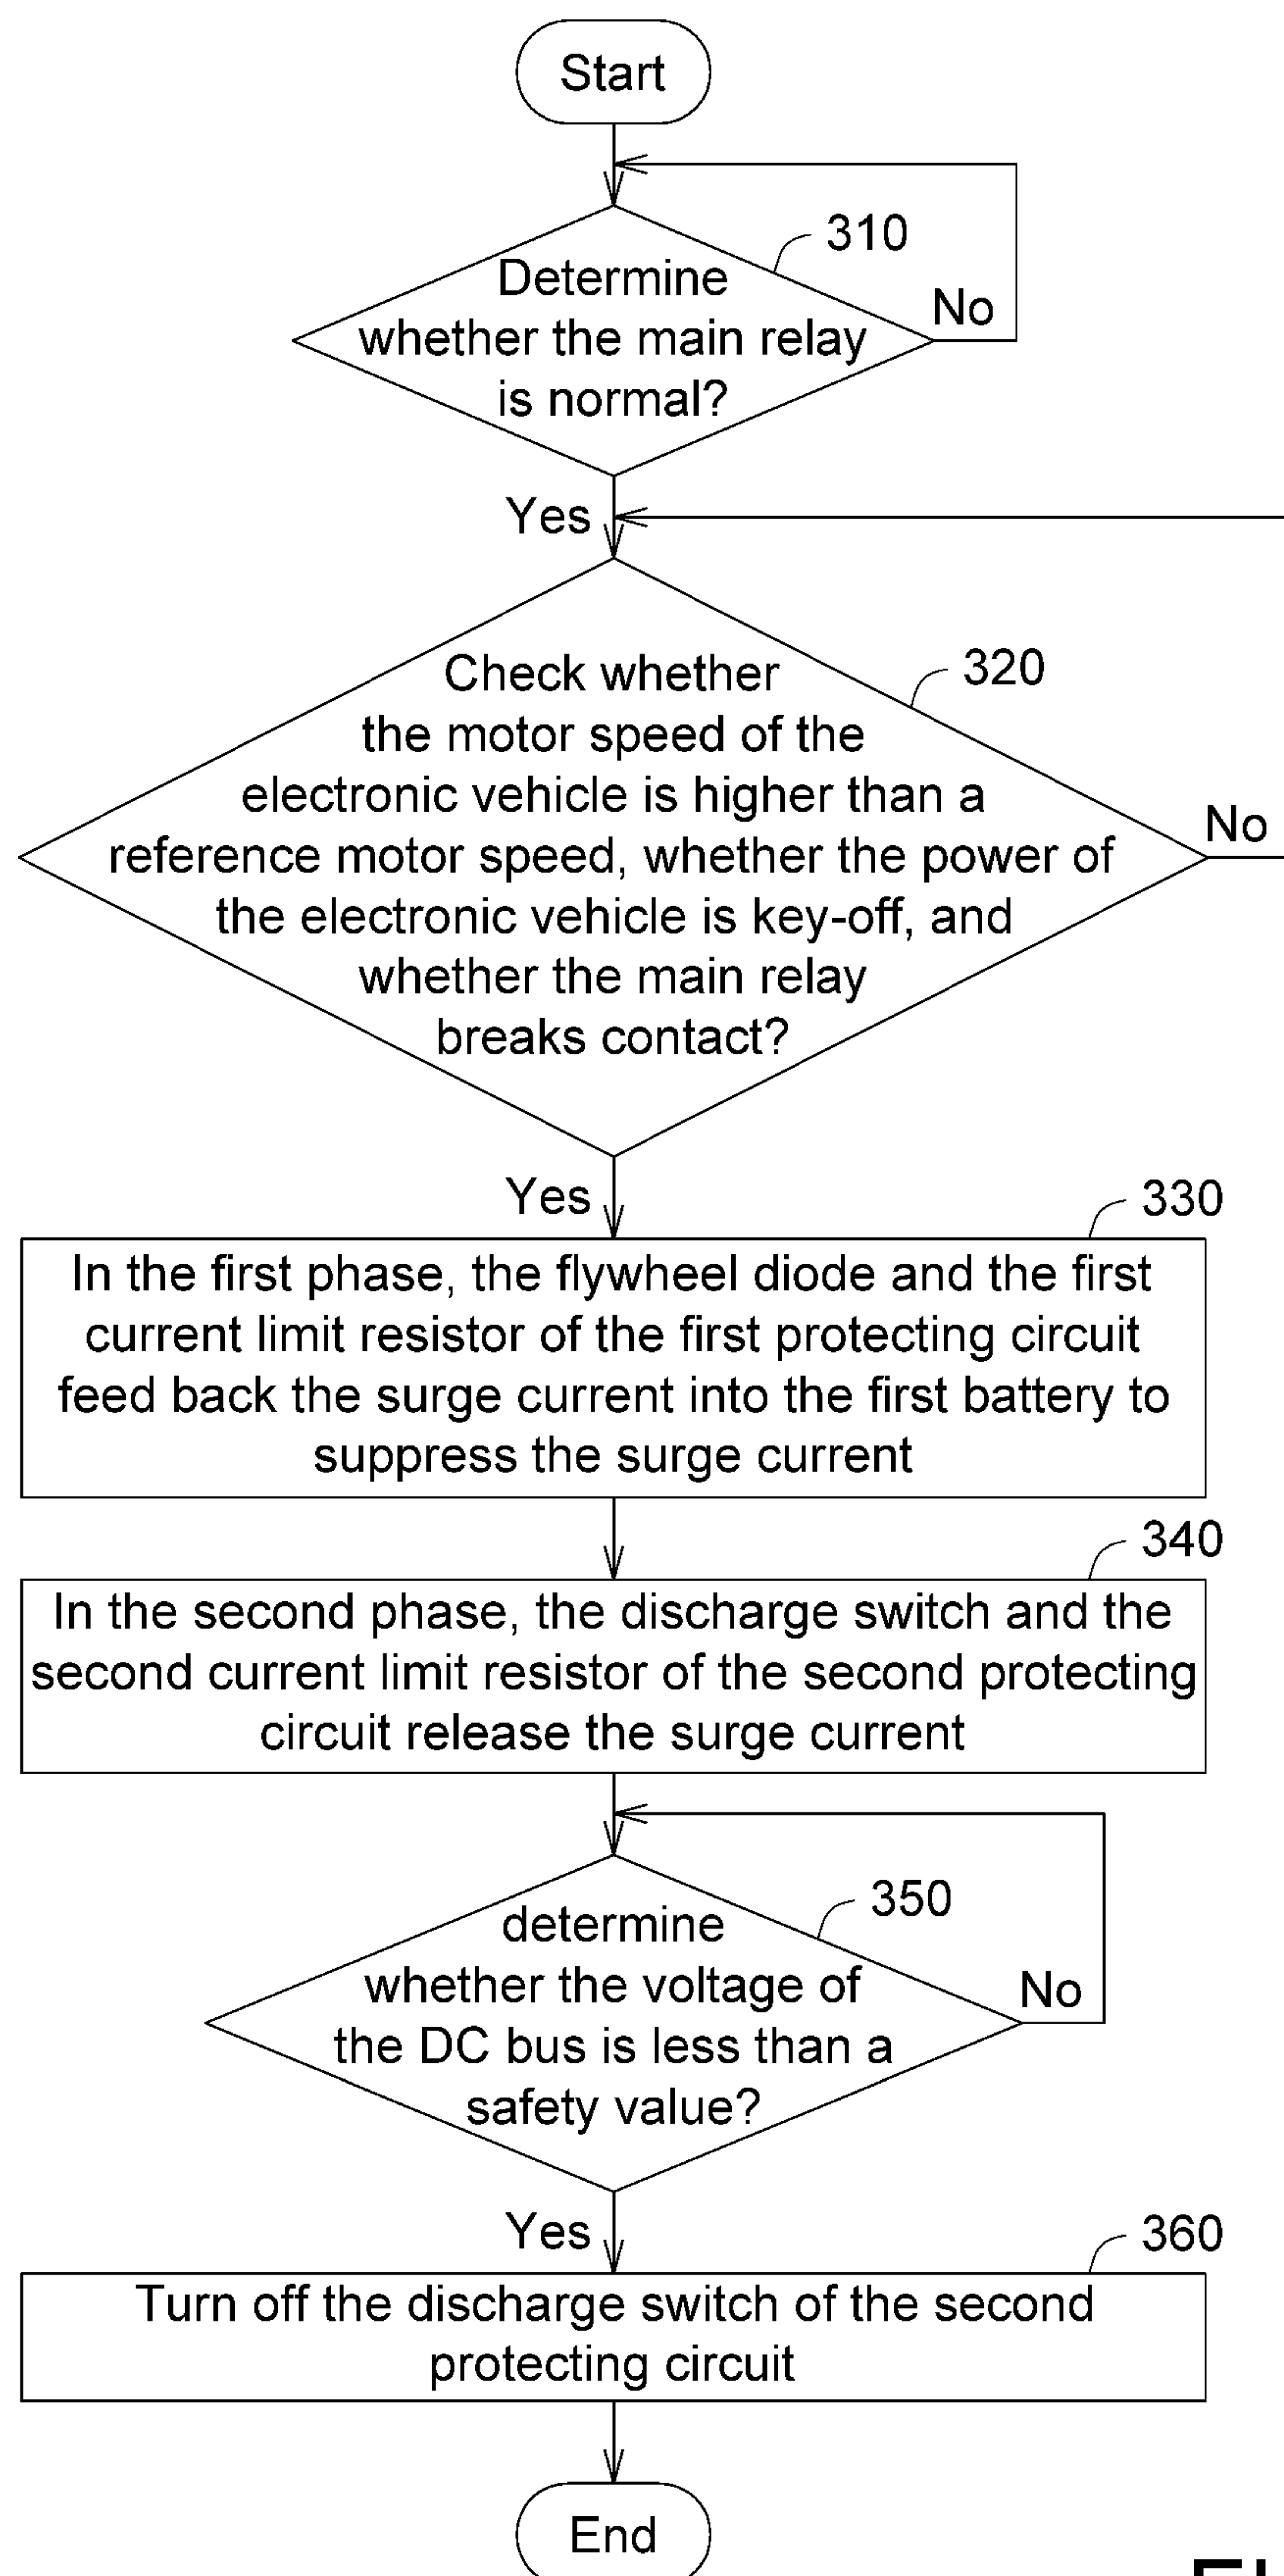 Start
310
Determine
whether the main relay
is normal?
No
Yes
320
Check whether
the motor speed of the
electronic vehicle is higher than a
reference motor speed, whether the power of
the electronic vehicle is key-off, and
whether the main relay
breaks contact?
No
Yes
330
In the first phase, the flywheel diode and the first
current limit resistor of the first protecting circuit
feed back the surge current into the first battery to
suppress the surge current
340
In the second phase, the discharge switch and the
second current limit resistor of the second protecting
circuit release the surge current
350
determine
whether the voltage of
the DC bus is less than a
safety value?
No
Yes
360
Turn off the discharge switch of the second
protecting circuit
End